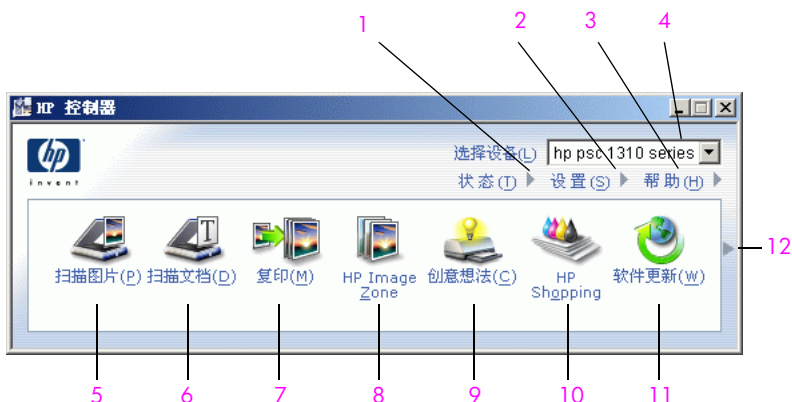 1 2 3 4
HP 控制器
hp
invent
选择设备(L) hp psc 1310 series
状态(T) 设置(S) 帮助(H)
扫描图片(P) 扫描文档(D) 复印(M) HP Image Zone 创意想法(C) HP Shopping 软件更新(W)
12
5 6 7 8 9 10 11